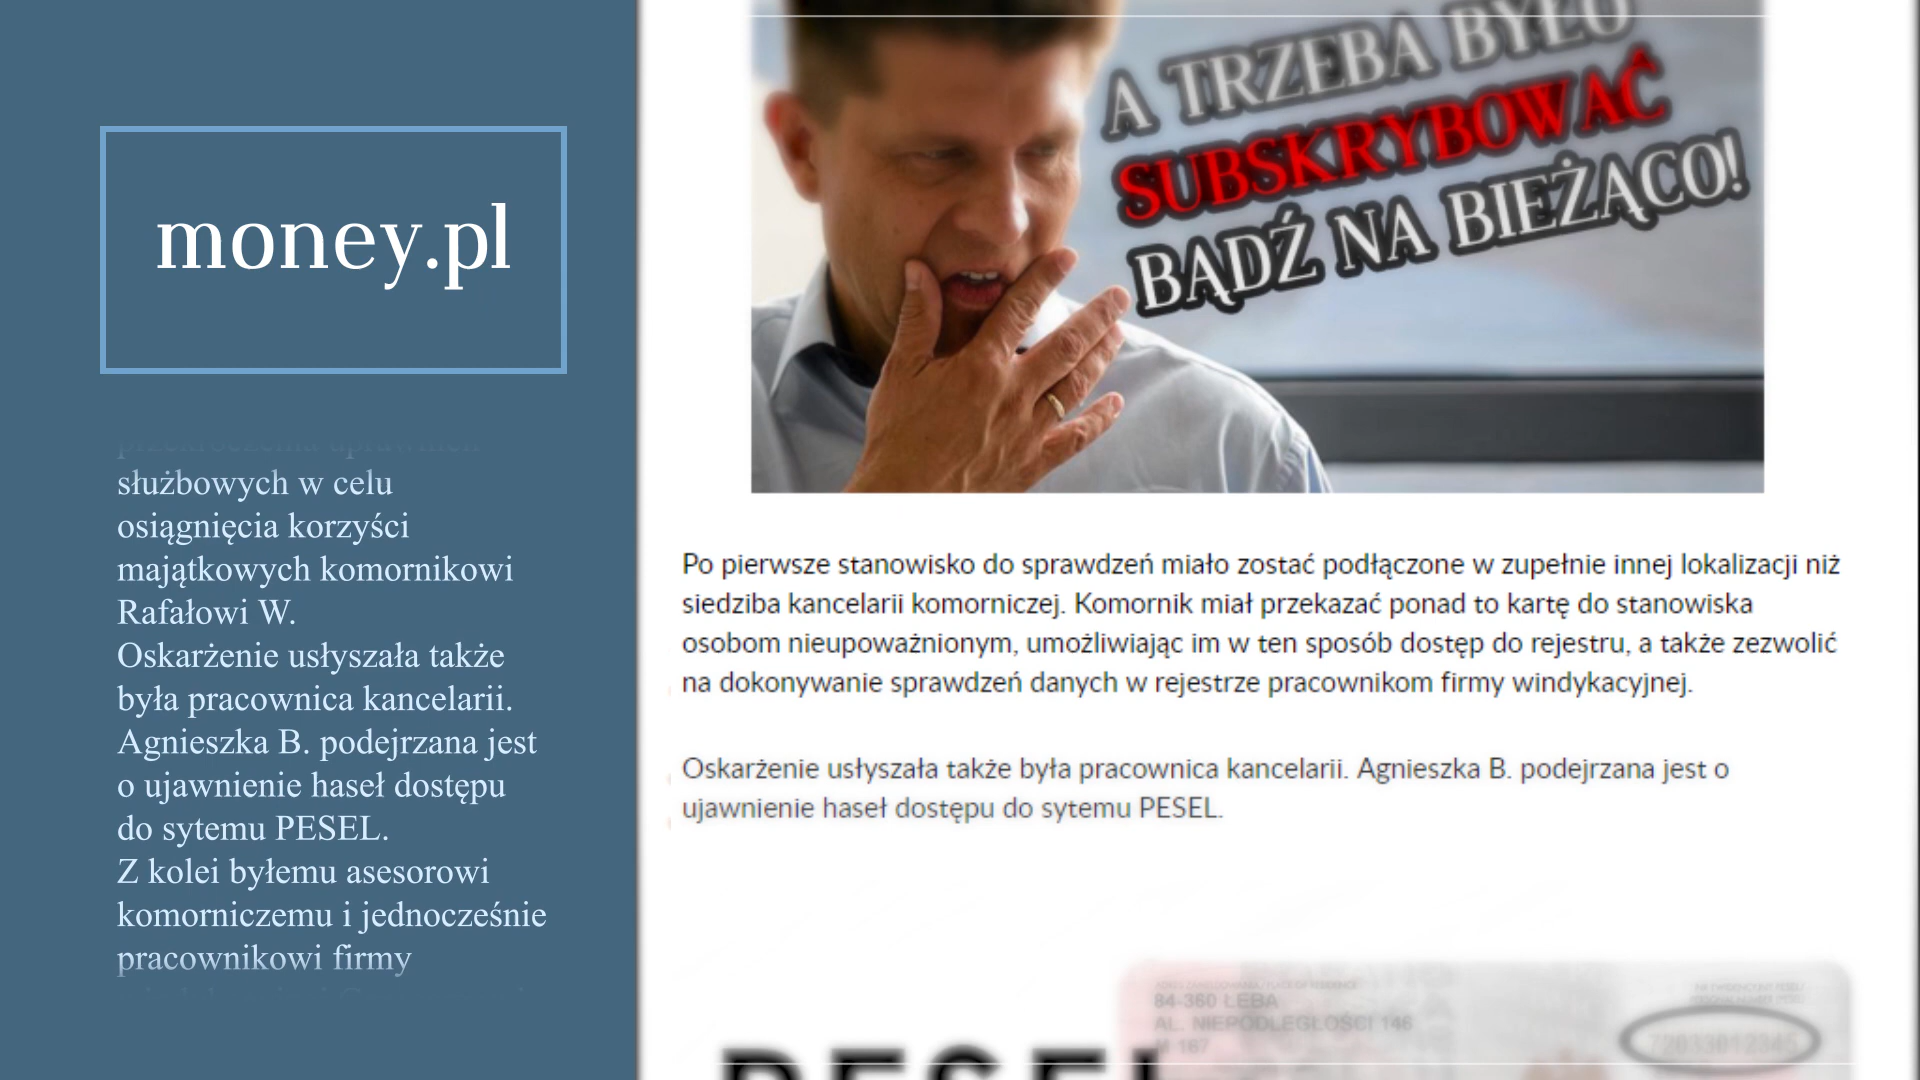 money.pl
służbowych w celu
osiągnięcia korzyści
majątkowych komornikowi
Rafałowi W.
Oskarżenie usłyszała także
była pracownica kancelarii.
Agnieszka B. podejrzana jest
o ujawnienie haseł dostępu
do sytemu PESEL.
Z kolei byłemu asesorowi
komorniczemu i jednocześnie
pracownikowi firmy
A TRZEBA BYŁO
SUBSKRYBOWAĆ
BĄDŹ NA BIEŻĄCO!
Po pierwsze stanowisko do sprawdzeń miało zostać podłączone w zupełnie innej lokalizacji niż
siedziba kancelarii komorniczej. Komornik miał przekazać ponad to kartę do stanowiska
osobom nieupoważnionym, umożliwiając im w ten sposób dostęp do rejestru, a także zezwolić
na dokonywanie sprawdzeń danych w rejestrze pracownikom firmy windykacyjnej.
Oskarżenie usłyszała także była pracownica kancelarii. Agnieszka B. podejrzana jest o
ujawnienie haseł dostępu do sytemu PESEL.
84-360 ŁEBA
AL. NIEPODLEGŁOŚCI 146
M 167
PESEL